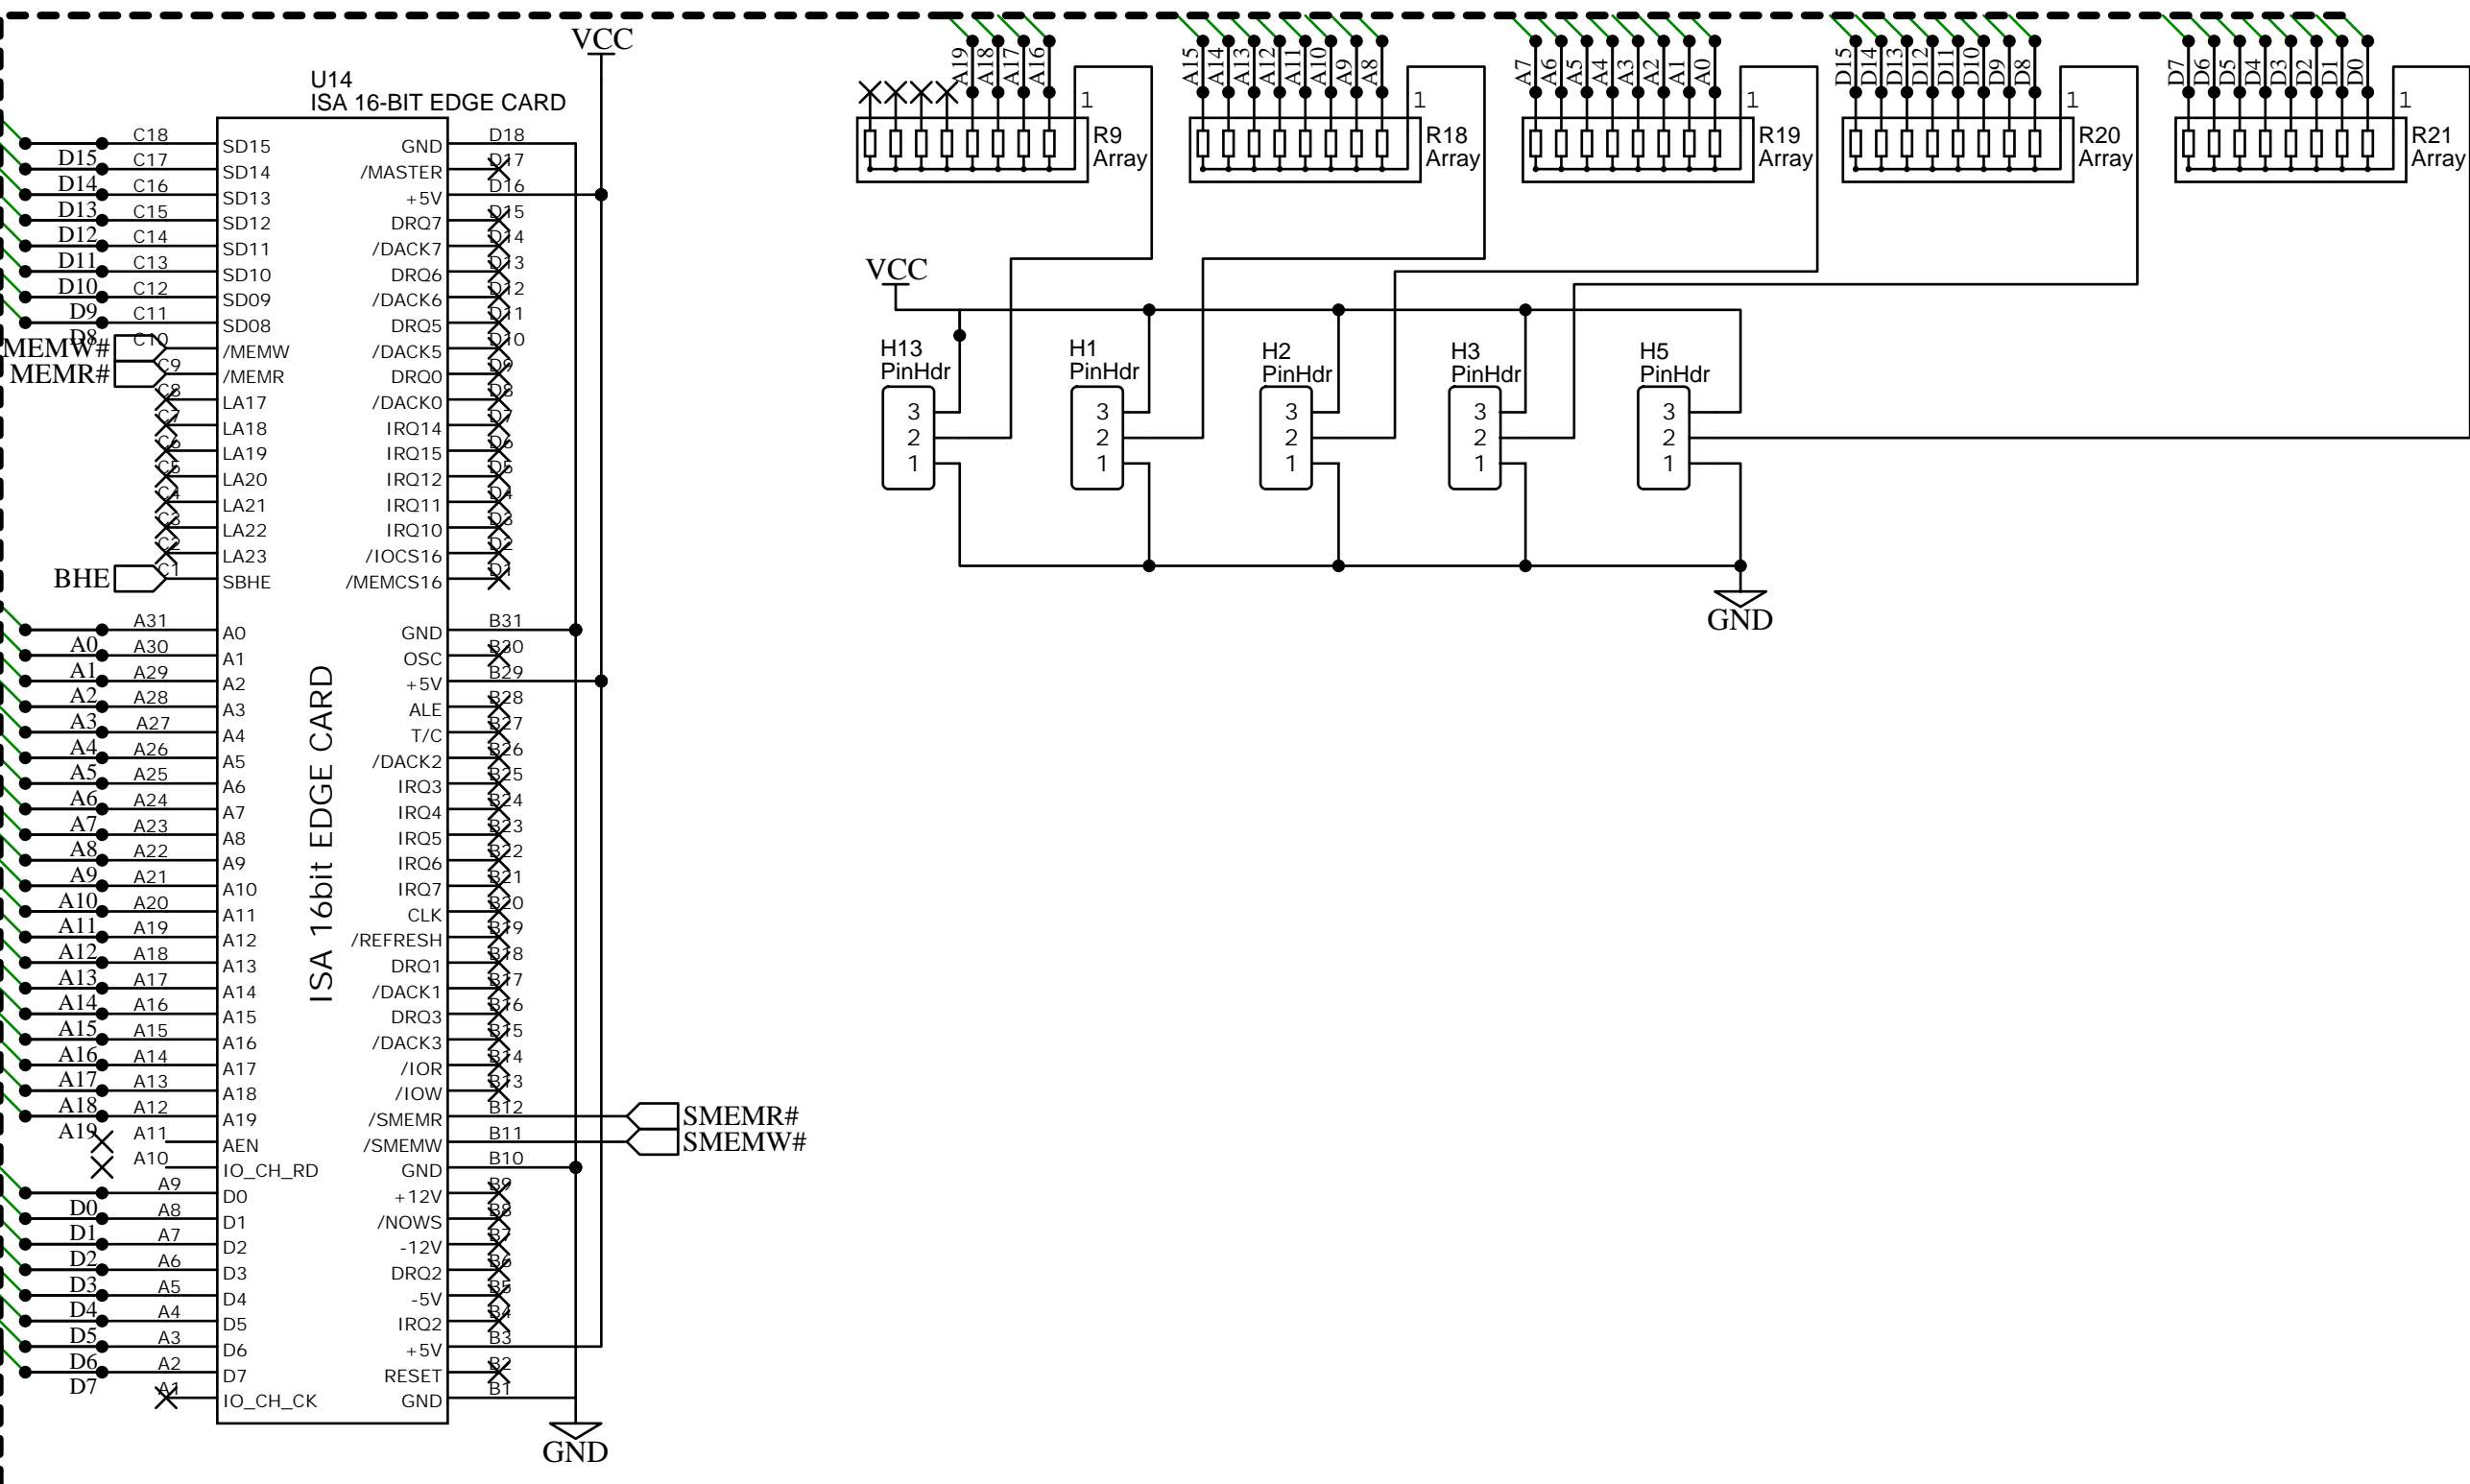 VCC
U14
ISA 16-BIT EDGE CARD
C18 SD15 GND D18
D15 C17 SD14 /MASTER D17
D14 C16 SD13 +5V D16
D13 C15 SD12 DRQ7 D15
D12 C14 SD11 /DACK7 D14
D11 C13 SD10 DRQ6 D13
D10 C12 SD09 /DACK6 D12
D9 C11 SD08 DRQ5 D11
D8 C10 /MEMW /DACK5 D10
MEMW#
MEMR# C9 /MEMR DRQ0 D9
C8 LA17 /DACK0 D8
C7 LA18 IRQ14 D7
C6 LA19 IRQ15 D6
C5 LA20 IRQ12 D5
C4 LA21 IRQ11 D4
C3 LA22 IRQ10 D3
C2 LA23 /IOCS16 D2
BHE C1 SBHE /MEMCS16 D1
A31 A0 GND B31
A0 A30 A1 OSC B30
A1 A29 A2 +5V B29
A2 A28 A3 ALE B28
A3 A27 A4 T/C B27
A4 A26 A5 /DACK2 B26
A5 A25 A6 IRQ3 B25
A6 A24 A7 IRQ4 B24
A7 A23 A8 IRQ5 B23
A8 A22 A9 IRQ6 B22
A9 A21 A10 IRQ7 B21
A10 A20 A11 CLK B20
A11 A19 A12 /REFRESH B19
A12 A18 A13 DRQ1 B18
A13 A17 A14 /DACK1 B17
A14 A16 A15 DRQ3 B16
A15 A15 A16 /DACK3 B15
A16 A14 A17 /IOR B14
A17 A13 A18 /IOW B13
A18 A12 A19 /SMEMR B12 SMEMR#
A19 A11 AEN /SMEMW B11 SMEMW#
A10 IO_CH_RD GND B10
A9 D0 +12V B9
D0 A8 D1 /NOWS B8
D1 A7 D2 -12V B7
D2 A6 D3 DRQ2 B6
D3 A5 D4 -5V B5
D4 A4 D5 IRQ2 B4
D5 A3 D6 +5V B3
D6 A2 D7 RESET B2
D7 A1 IO_CH_CK GND B1
ISA 16bit EDGE CARD
GND
A19 A18 A17 A16
1
R9
Array
A15 A14 A13 A12 A11 A10 A9 A8
1
R18
Array
A7 A6 A5 A4 A3 A2 A1 A0
1
R19
Array
D15 D14 D13 D12 D11 D10 D9 D8
1
R20
Array
D7 D6 D5 D4 D3 D2 D1 D0
1
R21
Array
VCC
H13
PinHdr
3
2
1
H1
PinHdr
3
2
1
H2
PinHdr
3
2
1
H3
PinHdr
3
2
1
H5
PinHdr
3
2
1
GND